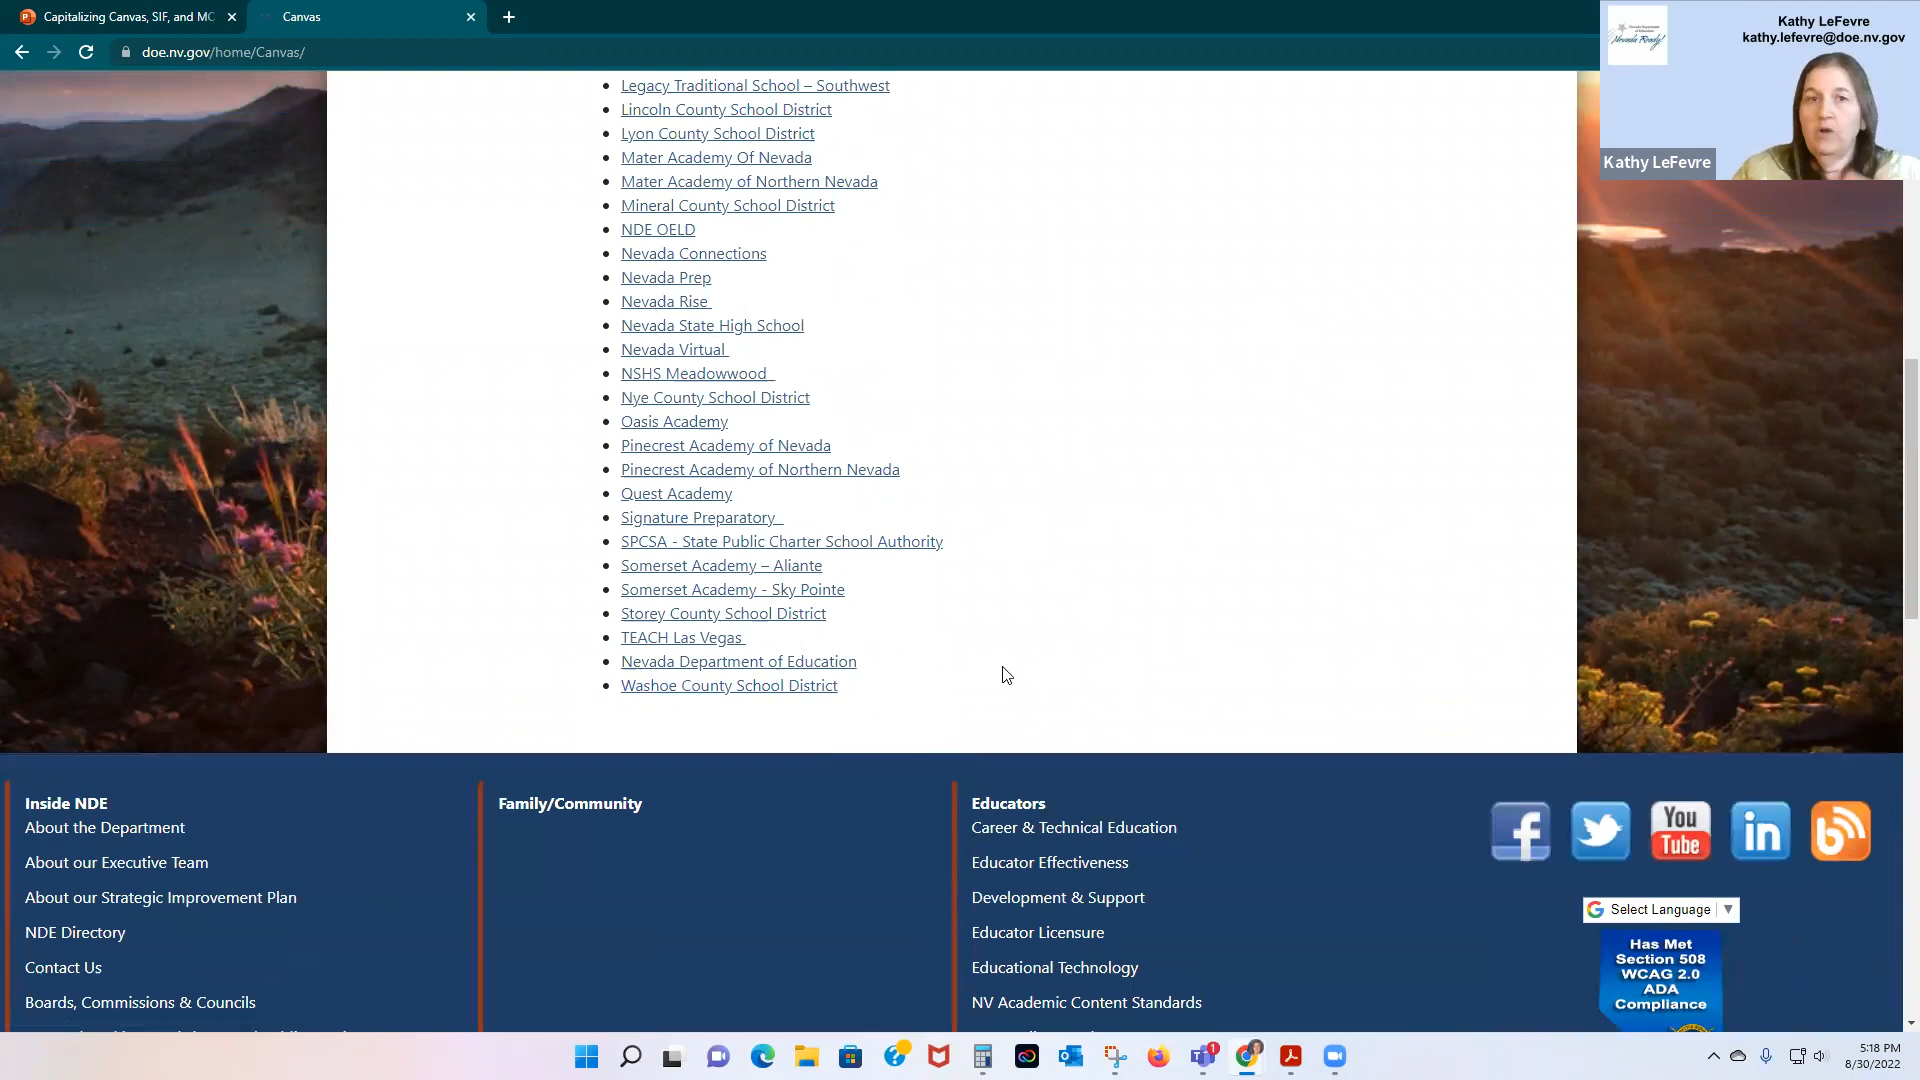 Capitalizing Canvas, SIF, and MC
Canvas
doe.nv.gov/home/Canvas/
Kathy LeFevre
kathy.lefevre@doe.nv.gov
Nevada Ready!
Kathy LeFevre
Legacy Traditional School – Southwest
Lincoln County School District
Lyon County School District
Mater Academy Of Nevada
Mater Academy of Northern Nevada
Mineral County School District
NDE OELD
Nevada Connections
Nevada Prep
Nevada Rise
Nevada State High School
Nevada Virtual
NSHS Meadowwood
Nye County School District
Oasis Academy
Pinecrest Academy of Nevada
Pinecrest Academy of Northern Nevada
Quest Academy
Signature Preparatory
SPCSA - State Public Charter School Authority
Somerset Academy – Aliante
Somerset Academy - Sky Pointe
Storey County School District
TEACH Las Vegas
Nevada Department of Education
Washoe County School District
Inside NDE
About the Department
About our Executive Team
About our Strategic Improvement Plan
NDE Directory
Contact Us
Boards, Commissions & Councils
Family/Community
Educators
Career & Technical Education
Educator Effectiveness
Development & Support
Educator Licensure
Educational Technology
NV Academic Content Standards
You
Tube
Select Language
Has Met
Section 508
WCAG 2.0
ADA
Compliance
5:18 PM
8/30/2022